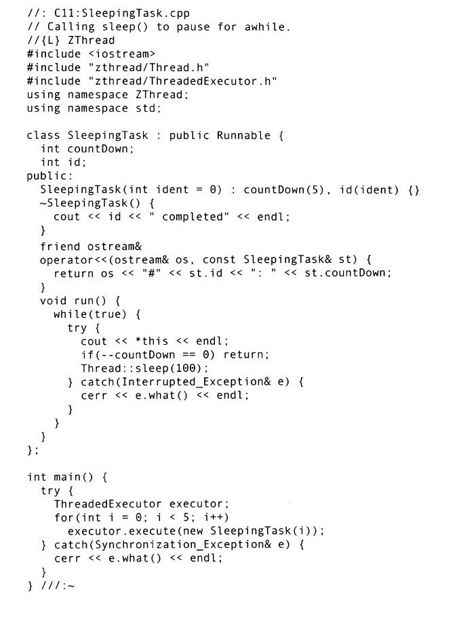 //: C11:SleepingTask.cpp
// Calling sleep() to pause for awhile.
//{L} ZThread
#include <iostream>
#include "zthread/Thread.h"
#include "zthread/ThreadedExecutor.h"
using namespace ZThread;
using namespace std;

class SleepingTask : public Runnable {
  int countDown;
  int id;
public:
  SleepingTask(int ident = 0) : countDown(5), id(ident) {}
  ~SleepingTask() {
    cout << id << " completed" << endl;
  }
  friend ostream&
  operator<<(ostream& os, const SleepingTask& st) {
    return os << "#" << st.id << ": " << st.countDown;
  }
  void run() {
    while(true) {
      try {
        cout << *this << endl;
        if(--countDown == 0) return;
        Thread::sleep(100);
      } catch(Interrupted_Exception& e) {
        cerr << e.what() << endl;
      }
    }
  }
};

int main() {
  try {
    ThreadedExecutor executor;
    for(int i = 0; i < 5; i++)
      executor.execute(new SleepingTask(i));
  } catch(Synchronization_Exception& e) {
    cerr << e.what() << endl;
  }
} ///:~